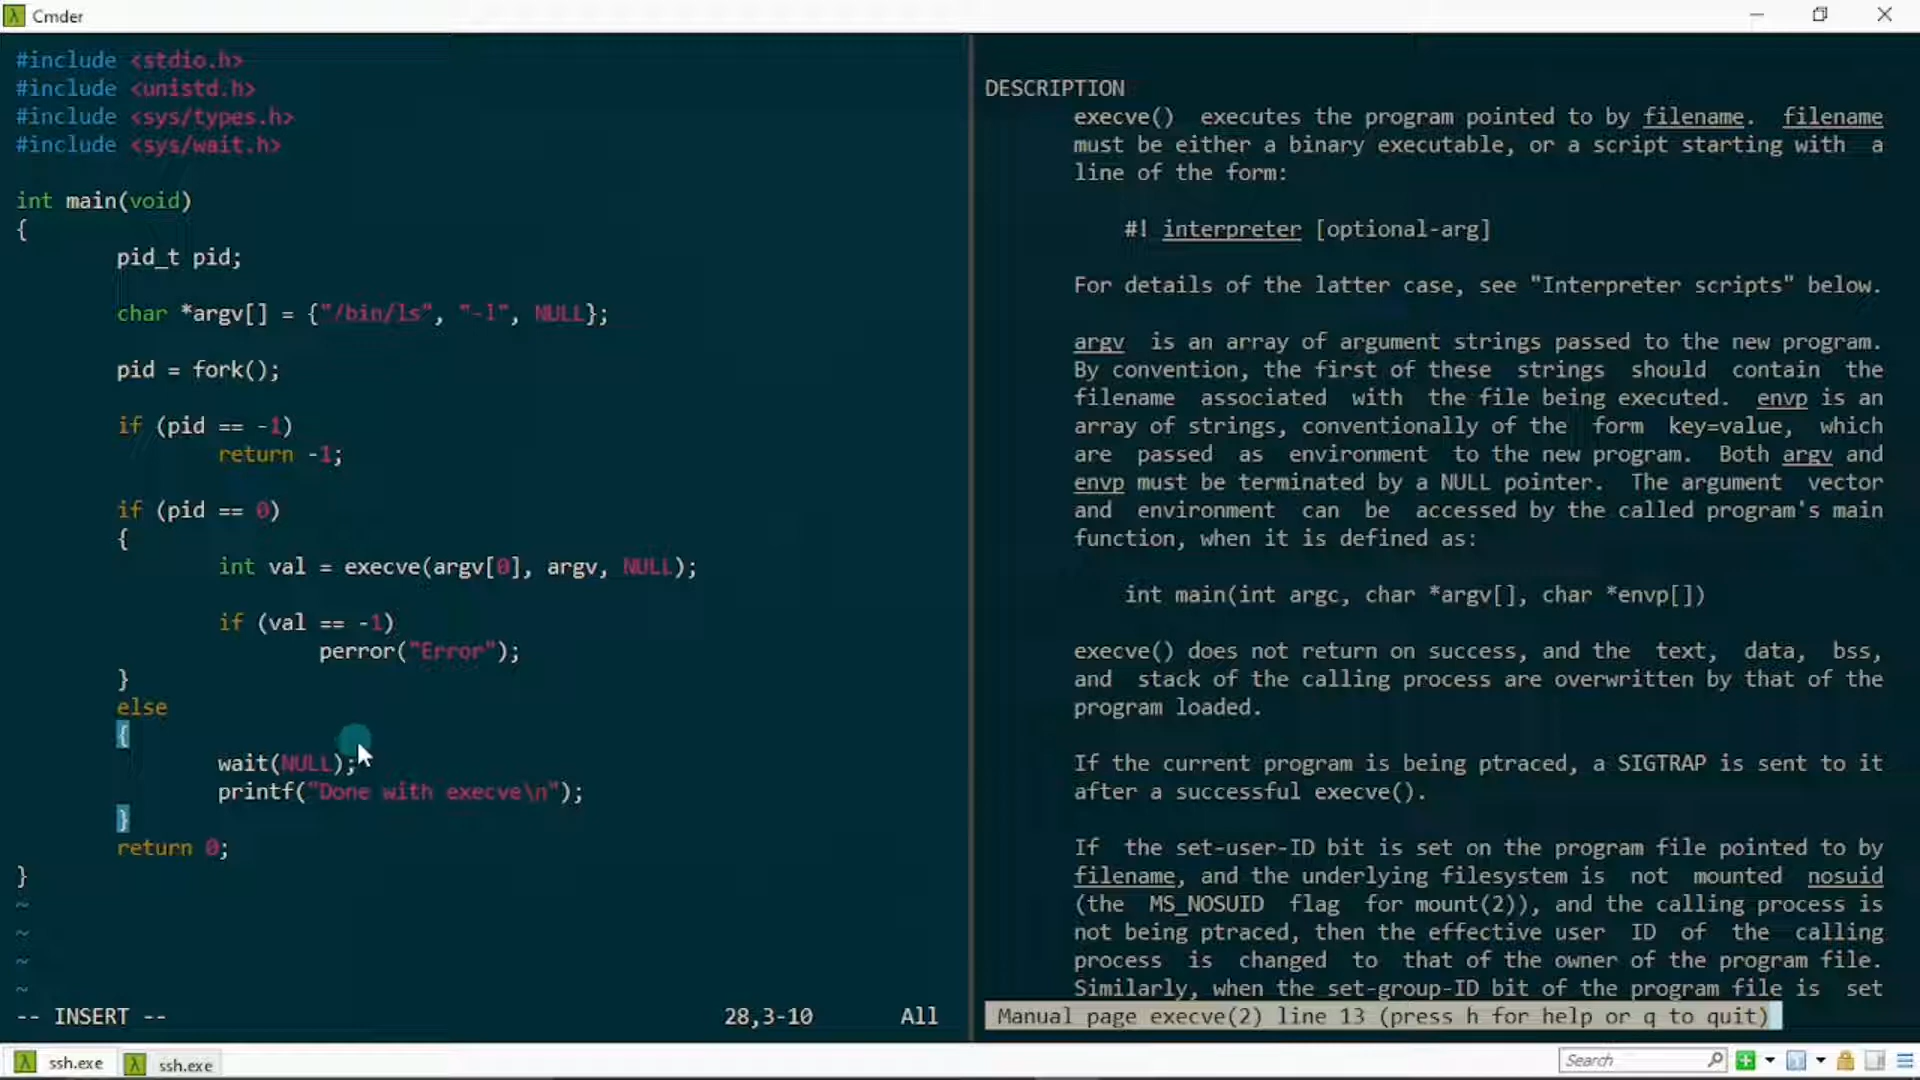 Cmder
#include <stdio.h>
#include <unistd.h>
#include <sys/types.h>
#include <sys/wait.h>
int main(void)
{
pid_t pid;
char *argv[] = {"/bin/ls", "-l", NULL};
pid = fork();
if (pid == -1)
return -1;
if (pid == 0)
{
int val = execve(argv[0], argv, NULL);
if (val == -1)
perror("Error");
}
else
{
wait(NULL);
printf("Done with execve\n");
}
return 0;
}
~
~
~
~
-- INSERT -- 28,3-10 All
DESCRIPTION
execve() executes the program pointed to by filename. filename
must be either a binary executable, or a script starting with a
line of the form:
#! interpreter [optional-arg]
For details of the latter case, see "Interpreter scripts" below.
argv is an array of argument strings passed to the new program.
By convention, the first of these strings should contain the
filename associated with the file being executed. envp is an
array of strings, conventionally of the form key=value, which
are passed as environment to the new program. Both argv and
envp must be terminated by a NULL pointer. The argument vector
and environment can be accessed by the called program's main
function, when it is defined as:
int main(int argc, char *argv[], char *envp[])
execve() does not return on success, and the text, data, bss,
and stack of the calling process are overwritten by that of the
program loaded.
If the current program is being ptraced, a SIGTRAP is sent to it
after a successful execve().
If the set-user-ID bit is set on the program file pointed to by
filename, and the underlying filesystem is not mounted nosuid
(the MS_NOSUID flag for mount(2)), and the calling process is
not being ptraced, then the effective user ID of the calling
process is changed to that of the owner of the program file.
Similarly, when the set-group-ID bit of the program file is set
Manual page execve(2) line 13 (press h for help or q to quit)
ssh.exe ssh.exe Search